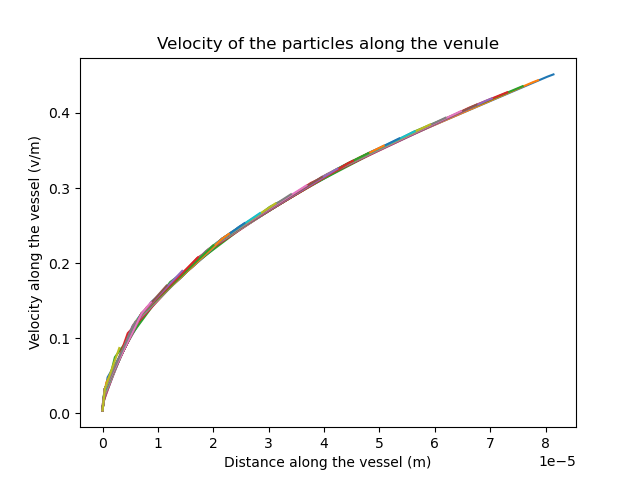 Velocity of the particles along the venule
Velocity along the vessel (v/m)
0.4
0.3
0.2
0.1
0.0
0 1 2 3 4 5 6 7 8
1e−5
Distance along the vessel (m)